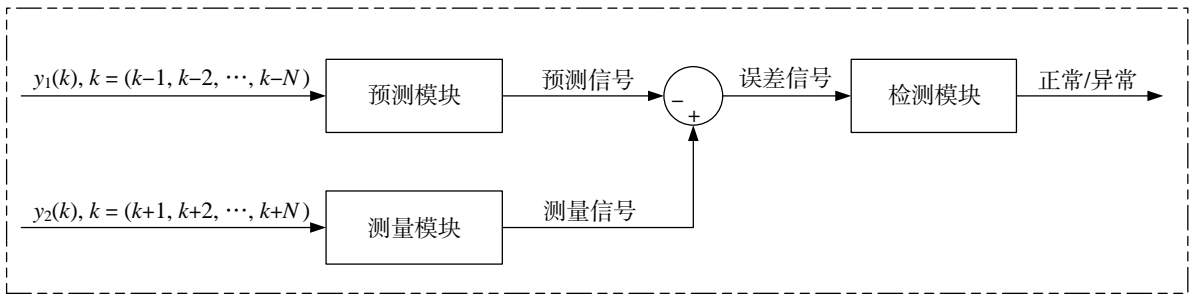 y₁(k), k = (k−1, k−2, ⋯, k−N)
预测模块
预测信号
−
+
误差信号
检测模块
正常/异常
y₂(k), k = (k+1, k+2, ⋯, k+N)
测量模块
测量信号